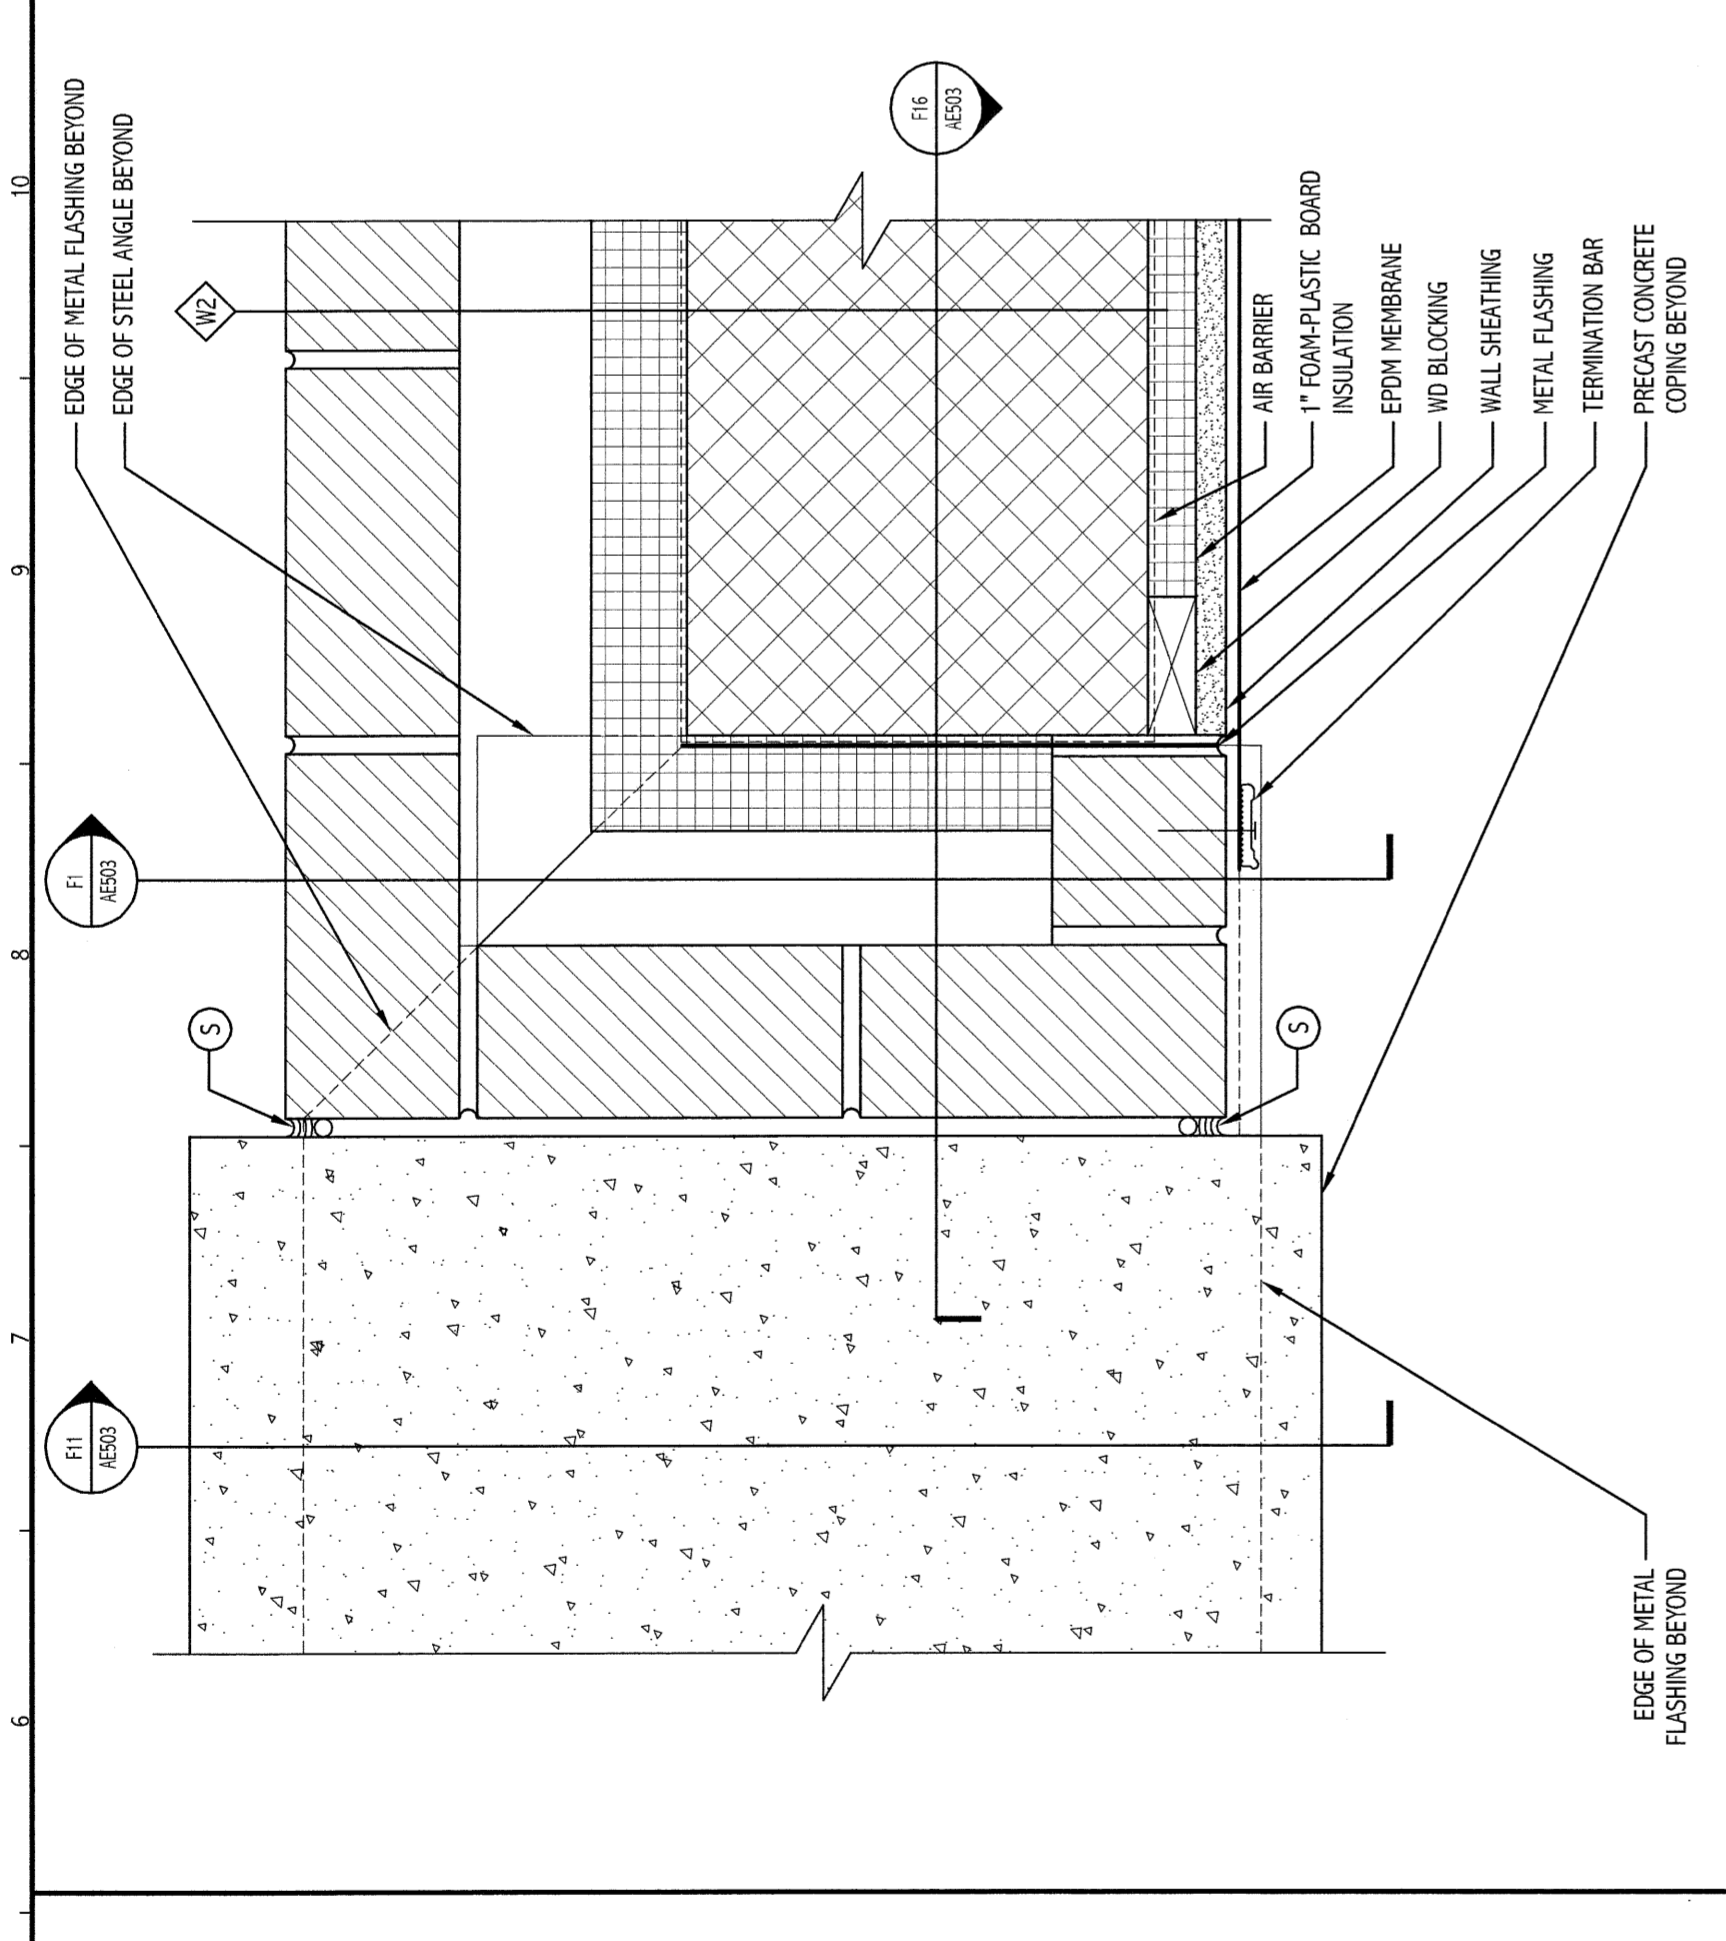 10
9
8
7
6
EDGE OF METAL FLASHING BEYOND
EDGE OF STEEL ANGLE BEYOND
W2
F16
AE503
F1
AE503
F11
AE503
S
S
AIR BARRIER
1" FOAM-PLASTIC BOARD
INSULATION
EPDM MEMBRANE
WD BLOCKING
WALL SHEATHING
METAL FLASHING
TERMINATION BAR
PRECAST CONCRETE
COPING BEYOND
EDGE OF METAL
FLASHING BEYOND